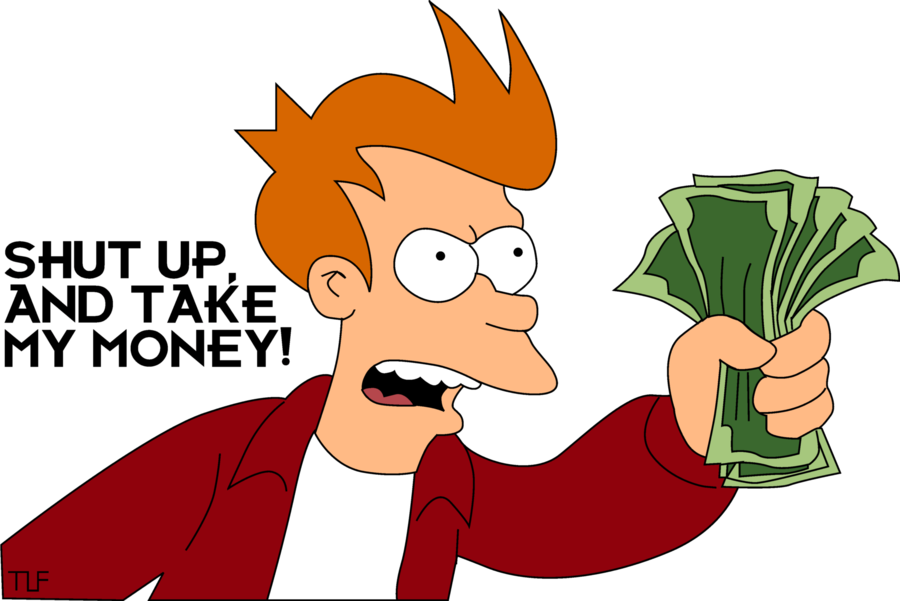 SHUT UP,
AND TAKE
MY MONEY!
TLF